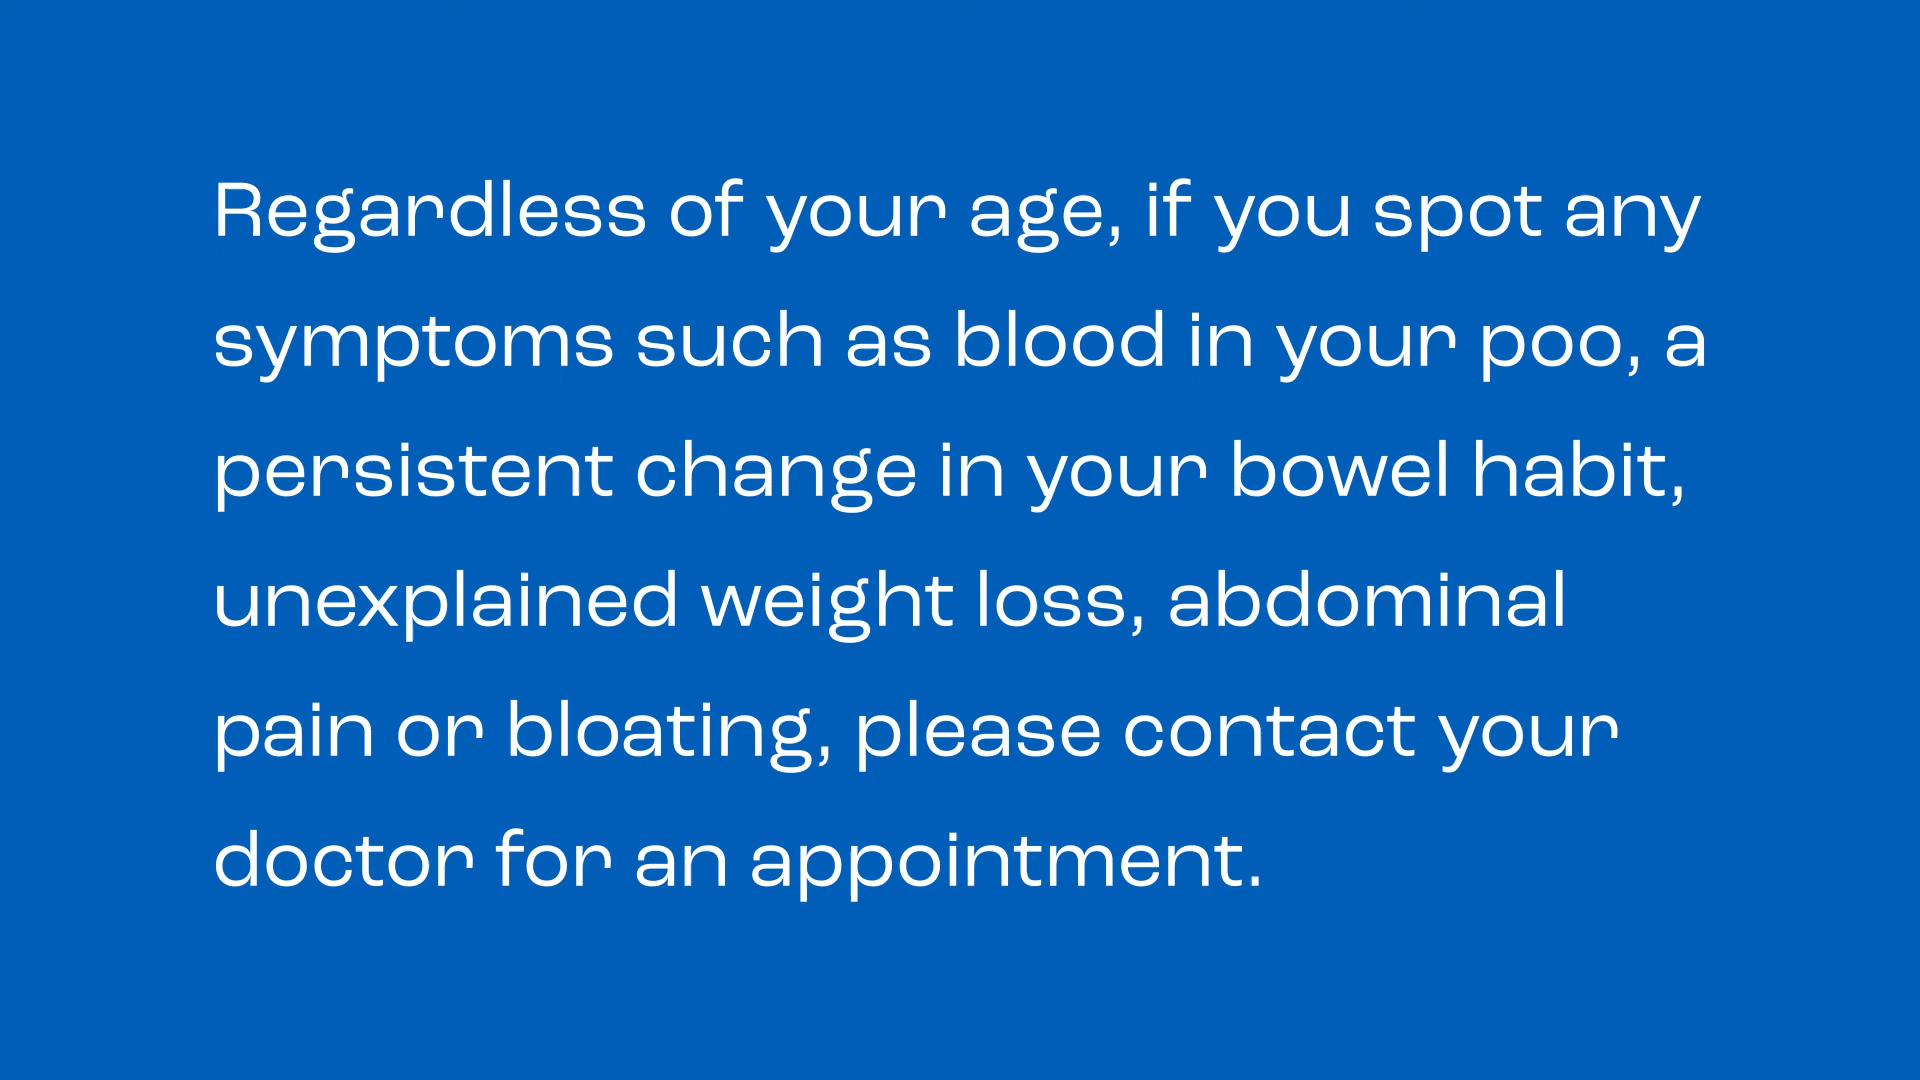 Regardless of your age, if you spot any
symptoms such as blood in your poo, a
persistent change in your bowel habit,
unexplained weight loss, abdominal
pain or bloating, please contact your
doctor for an appointment.